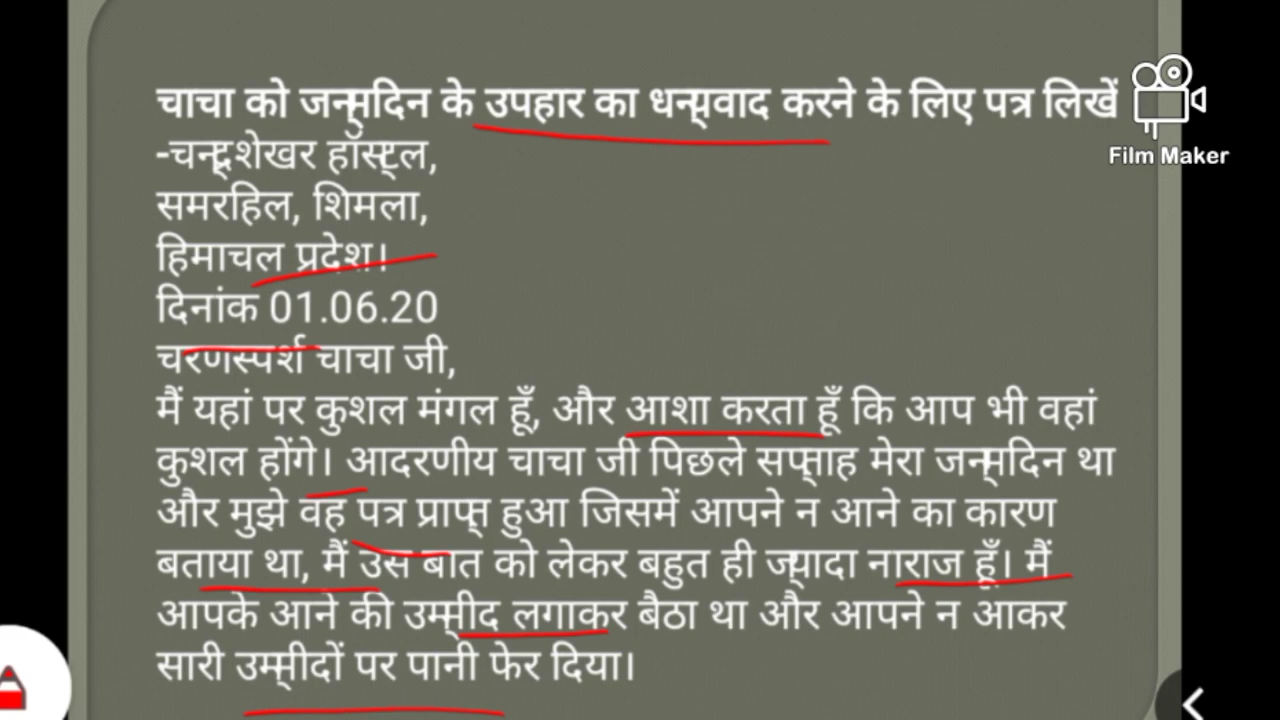 चाचा को जन्मदिन के उपहार का धन्यवाद करने के लिए पत्र लिखें
-चन्द्रशेखर हॉस्टल,
समरहिल, शिमला,
हिमाचल प्रदेश।
दिनांक 01.06.20
चरणस्पर्श चाचा जी,
मैं यहां पर कुशल मंगल हूँ, और आशा करता हूँ कि आप भी वहां
कुशल होंगे। आदरणीय चाचा जी पिछले सप्ताह मेरा जन्मदिन था
और मुझे वह पत्र प्राप्त हुआ जिसमें आपने न आने का कारण
बताया था, मैं उस बात को लेकर बहुत ही ज्यादा नाराज हूँ। मैं
आपके आने की उम्मीद लगाकर बैठा था और आपने न आकर
सारी उम्मीदों पर पानी फेर दिया।
Film Maker